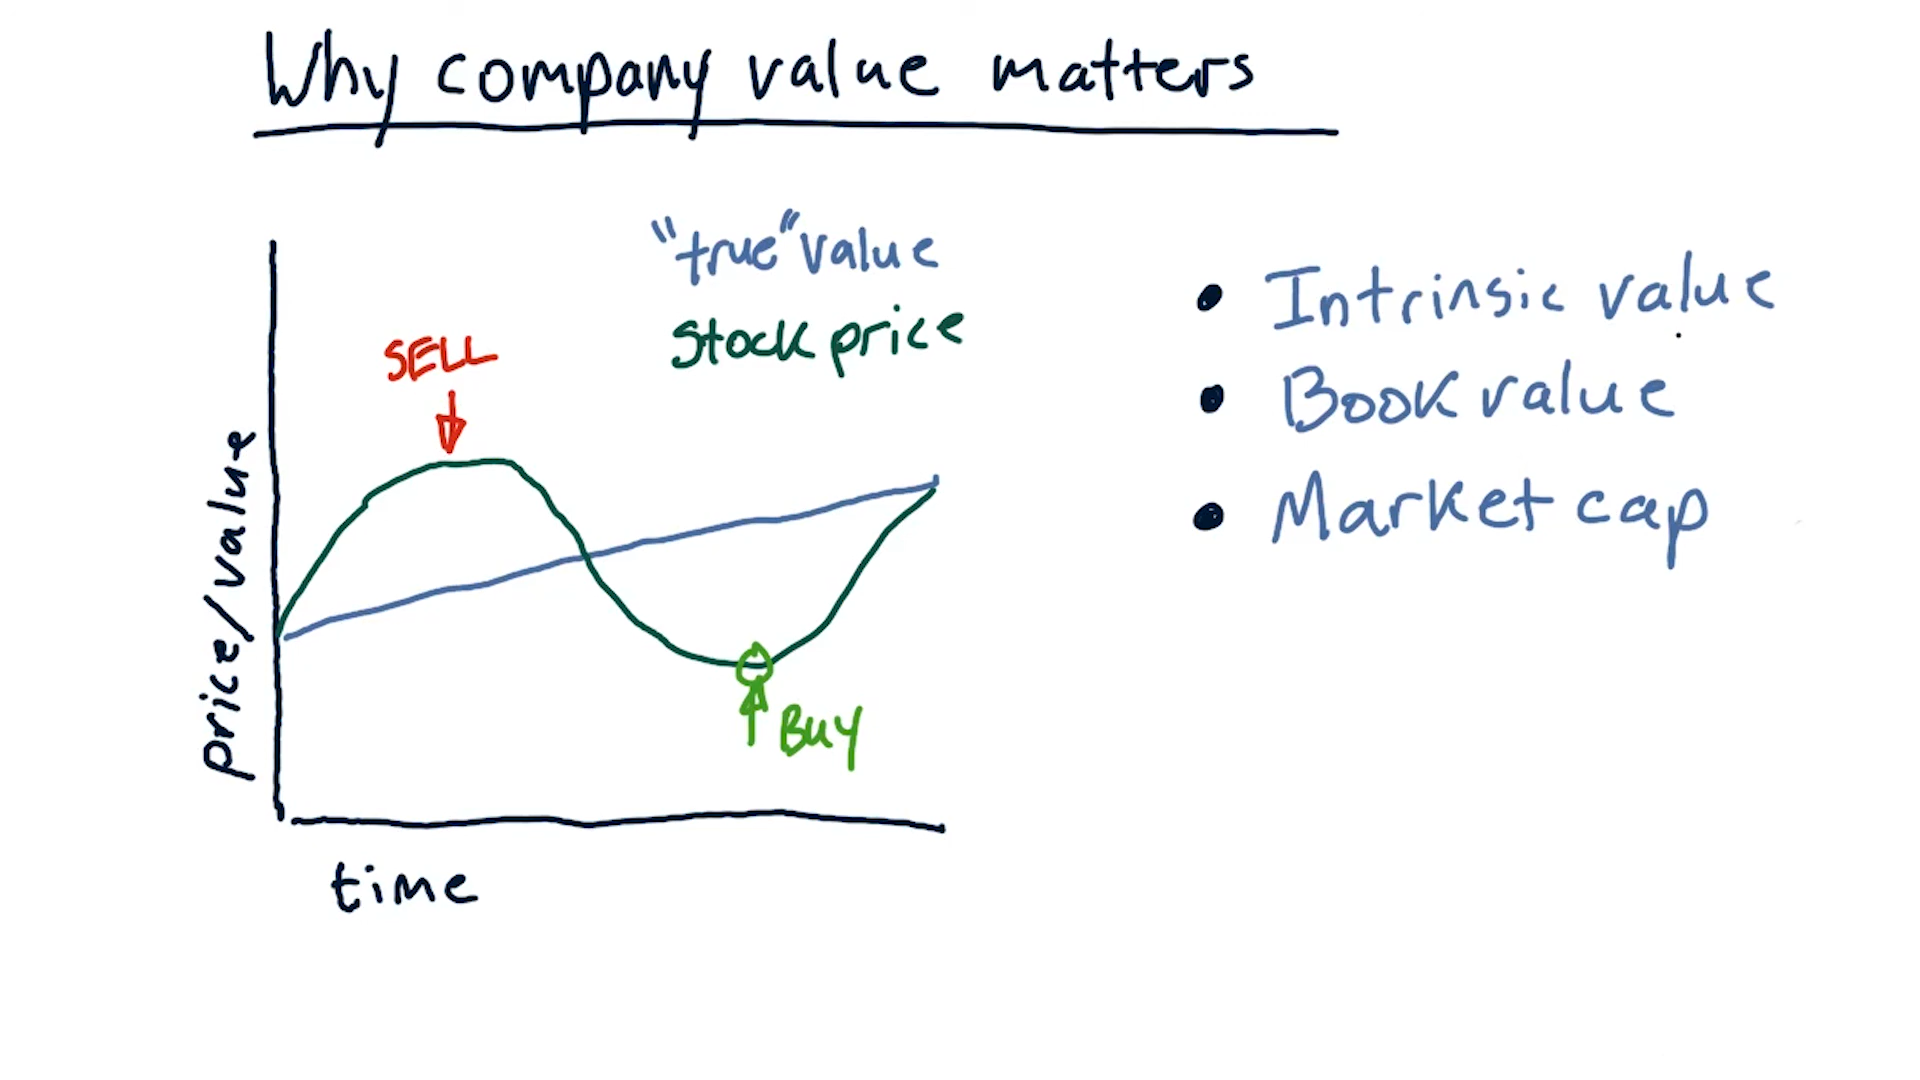 Why company value matters
"true" value
Stock price
SELL
BUY
price/value
time
• Intrinsic value
• Book value
• Market cap